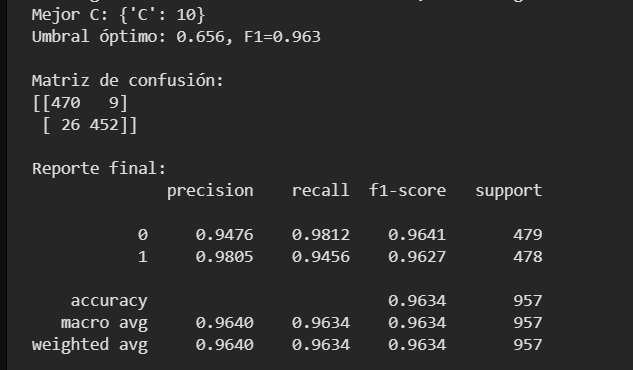 Mejor C: {'C': 10}
Umbral óptimo: 0.656, F1=0.963
Matriz de confusión:
[[470   9]
 [ 26 452]]
Reporte final:
              precision    recall  f1-score   support
           0     0.9476    0.9812    0.9641       479
           1     0.9805    0.9456    0.9627       478
    accuracy                         0.9634       957
   macro avg     0.9640    0.9634    0.9634       957
weighted avg     0.9640    0.9634    0.9634       957